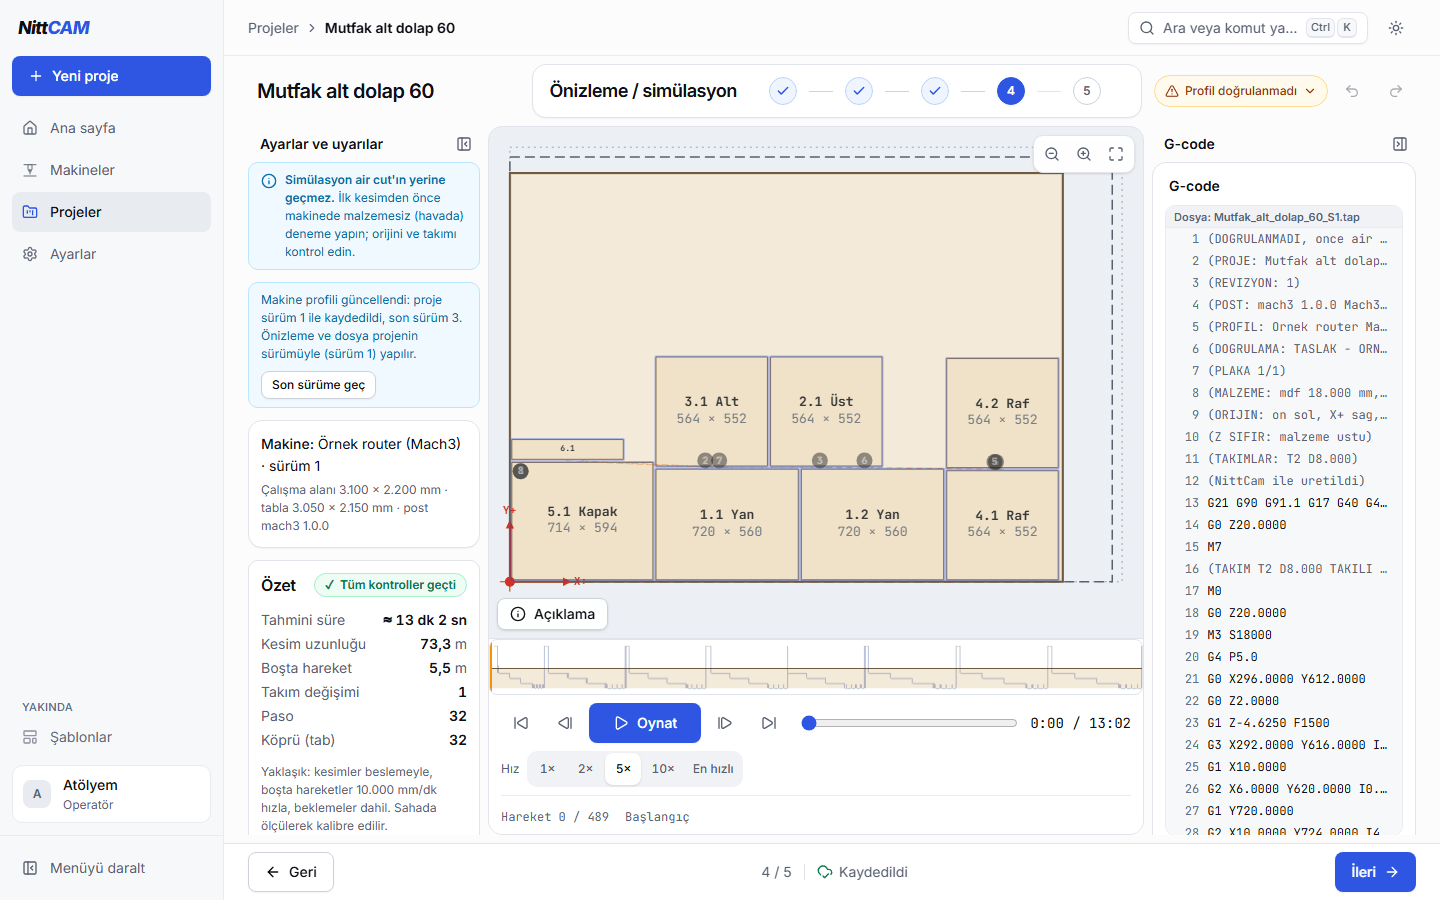 NittCAM
Yeni proje
Ana sayfa
Makineler
Projeler
Ayarlar
YAKINDA
Şablonlar
A
Atölyem
Operatör
Menüyü daralt
Projeler
Mutfak alt dolap 60
Ara veya komut ya...
Ctrl
K
Mutfak alt dolap 60
Önizleme / simülasyon
4
5
Profil doğrulanmadı
Ayarlar ve uyarılar
Simülasyon air cut'ın yerine
geçmez. İlk kesimden önce
makinede malzemesiz (havada)
deneme yapın; orijini ve takımı
kontrol edin.
Makine profili güncellendi: proje
sürüm 1 ile kaydedildi, son sürüm 3.
Önizleme ve dosya projenin
sürümüyle (sürüm 1) yapılır.
Son sürüme geç
Makine: Örnek router (Mach3)
· sürüm 1
Çalışma alanı 3.100 × 2.200 mm ·
tabla 3.050 × 2.150 mm · post
mach3 1.0.0
Özet
Tüm kontroller geçti
Tahmini süre ≈ 13 dk 2 sn
Kesim uzunluğu 73,3 m
Boşta hareket 5,5 m
Takım değişimi 1
Paso 32
Köprü (tab) 32
Yaklaşık: kesimler beslemeyle,
boşta hareketler 10.000 mm/dk
hızla, beklemeler dahil. Sahada
ölçülerek kalibre edilir.
3.1 Alt
564 × 552
2.1 Üst
564 × 552
4.2 Raf
564 × 552
6.1
2
7
3
6
5
8
5.1 Kapak
714 × 594
1.1 Yan
720 × 560
1.2 Yan
720 × 560
4.1 Raf
564 × 552
Y+
X+
Açıklama
Oynat
0:00 / 13:02
Hız
1×
2×
5×
10×
En hızlı
Hareket 0 / 489 Başlangıç
G-code
G-code
Dosya: Mutfak_alt_dolap_60_S1.tap
1 (DOGRULANMADI, once air …
2 (PROJE: Mutfak alt dolap…
3 (REVIZYON: 1)
4 (POST: mach3 1.0.0 Mach3…
5 (PROFIL: Ornek router Ma…
6 (DOGRULAMA: TASLAK - ORN…
7 (PLAKA 1/1)
8 (MALZEME: mdf 18.000 mm,…
9 (ORIJIN: on sol, X+ sag,…
10 (Z SIFIR: malzeme ustu)
11 (TAKIMLAR: T2 D8.000)
12 (NittCam ile uretildi)
13 G21 G90 G91.1 G17 G40 G4…
14 G0 Z20.0000
15 M7
16 (TAKIM T2 D8.000 TAKILI …
17 M0
18 G0 Z20.0000
19 M3 S18000
20 G4 P5.0
21 G0 X296.0000 Y612.0000
22 G0 Z2.0000
23 G1 Z-4.6250 F1500
24 G3 X292.0000 Y616.0000 I…
25 G1 X10.0000
26 G2 X6.0000 Y620.0000 I0.…
27 G1 Y720.0000
28 G2 X10.0000 Y724.0000 I4…
Geri
4 / 5
Kaydedildi
İleri